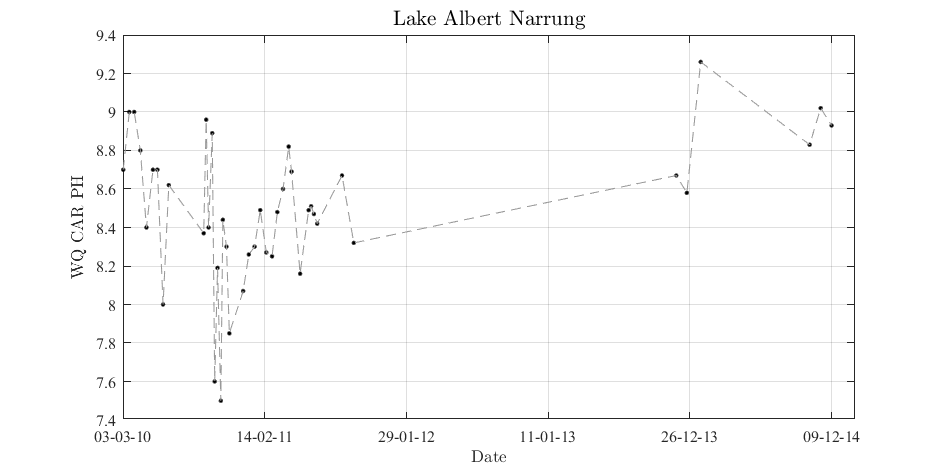 Lake Albert Narrung
9.4
9.2
9
8.8
8.6
8.4
8.2
8
7.8
7.6
7.4
WQ CAR PH
03-03-10 14-02-11 29-01-12 11-01-13 26-12-13 09-12-14
Date